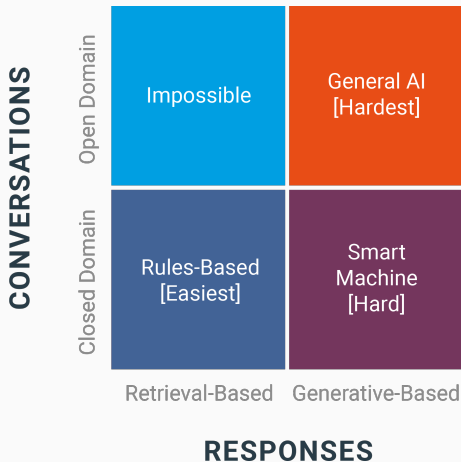 CONVERSATIONS
Open Domain
Impossible
General AI
[Hardest]
Closed Domain
Rules-Based
[Easiest]
Smart
Machine
[Hard]
Retrieval-Based
Generative-Based
RESPONSES